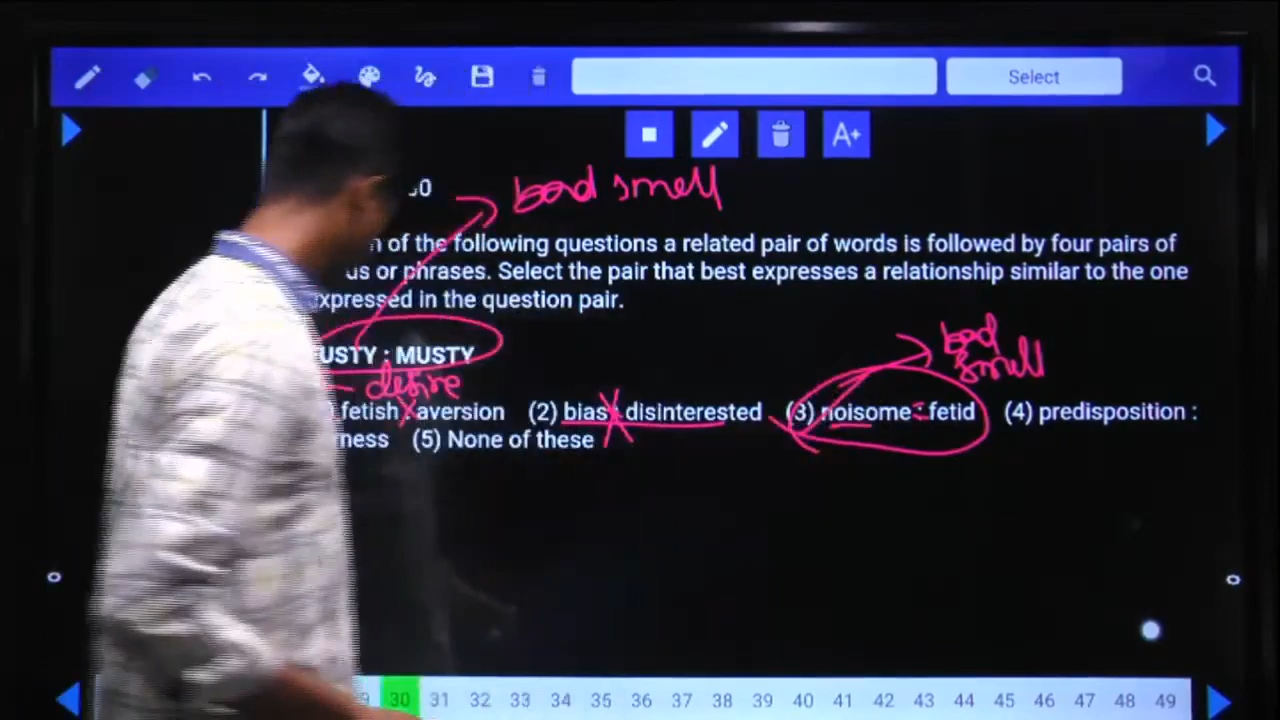 Select
A+
bad smell
of the following questions a related pair of words is followed by four pairs of
or phrases. Select the pair that best expresses a relationship similar to the one
expressed in the question pair.
bad
smell
USTY : MUSTY
desire
fetish aversion (2) bias : disinterested (3) noisome : fetid (4) predisposition :
ness (5) None of these
30 31 32 33 34 35 36 37 38 39 40 41 42 43 44 45 46 47 48 49